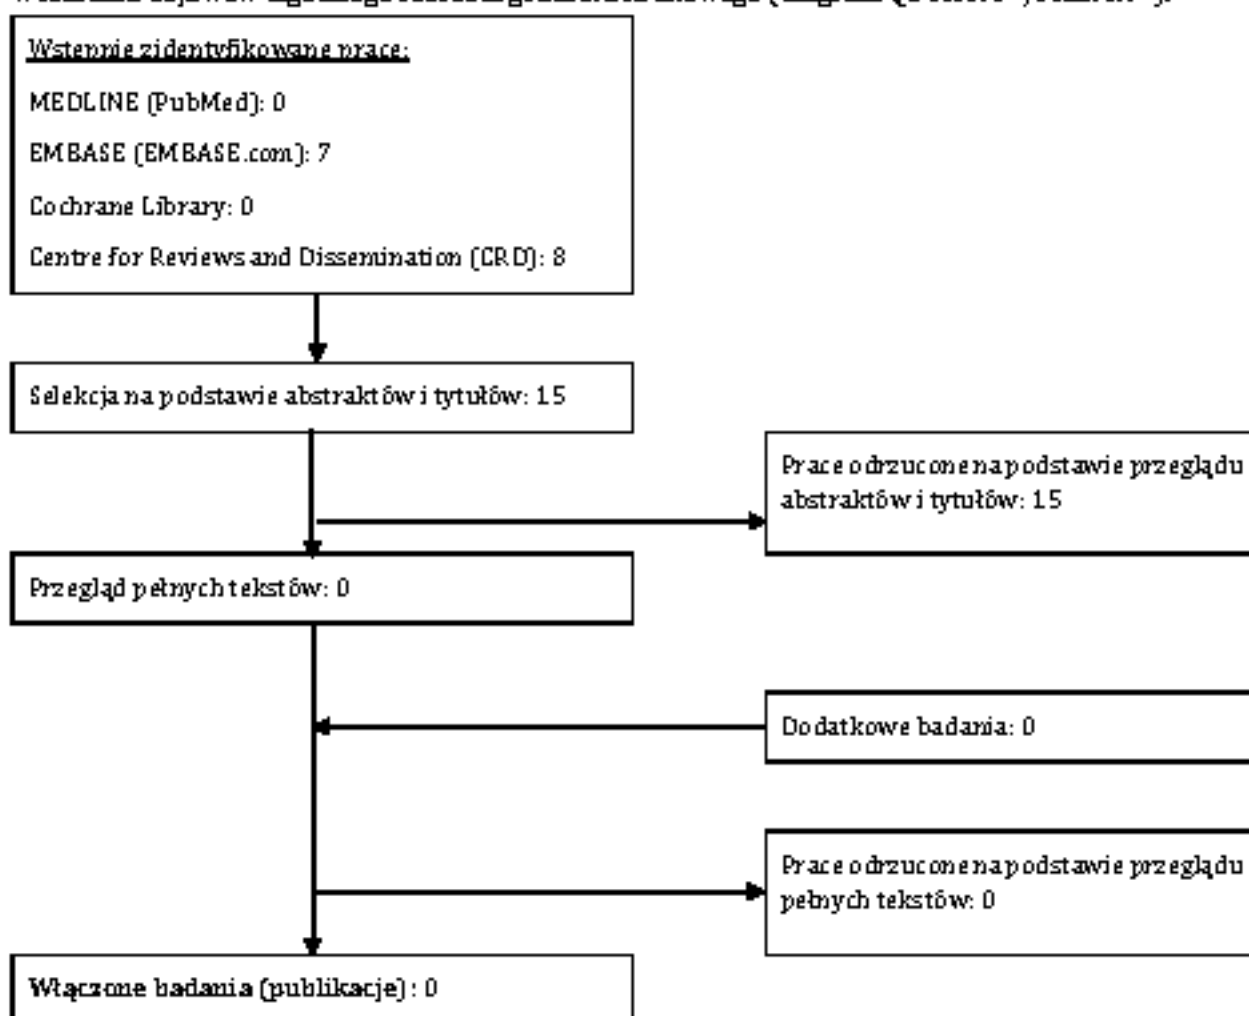 Wstępnie zidentyfikowane prace:
MEDLINE (PubMed): 0
EMBASE (EMBASE.com): 7
Cochrane Library: 0
Centre for Reviews and Dissemination (CRD): 8
Selekcja na podstawie abstraktów i tytułów: 15
Prace odrzucone na podstawie przeglądu
abstraktów i tytułów: 15
Przegląd pełnych tekstów: 0
Dodatkowe badania: 0
Prace odrzucone na podstawie przeglądu
pełnych tekstów: 0
Włączone badania (publikacje): 0